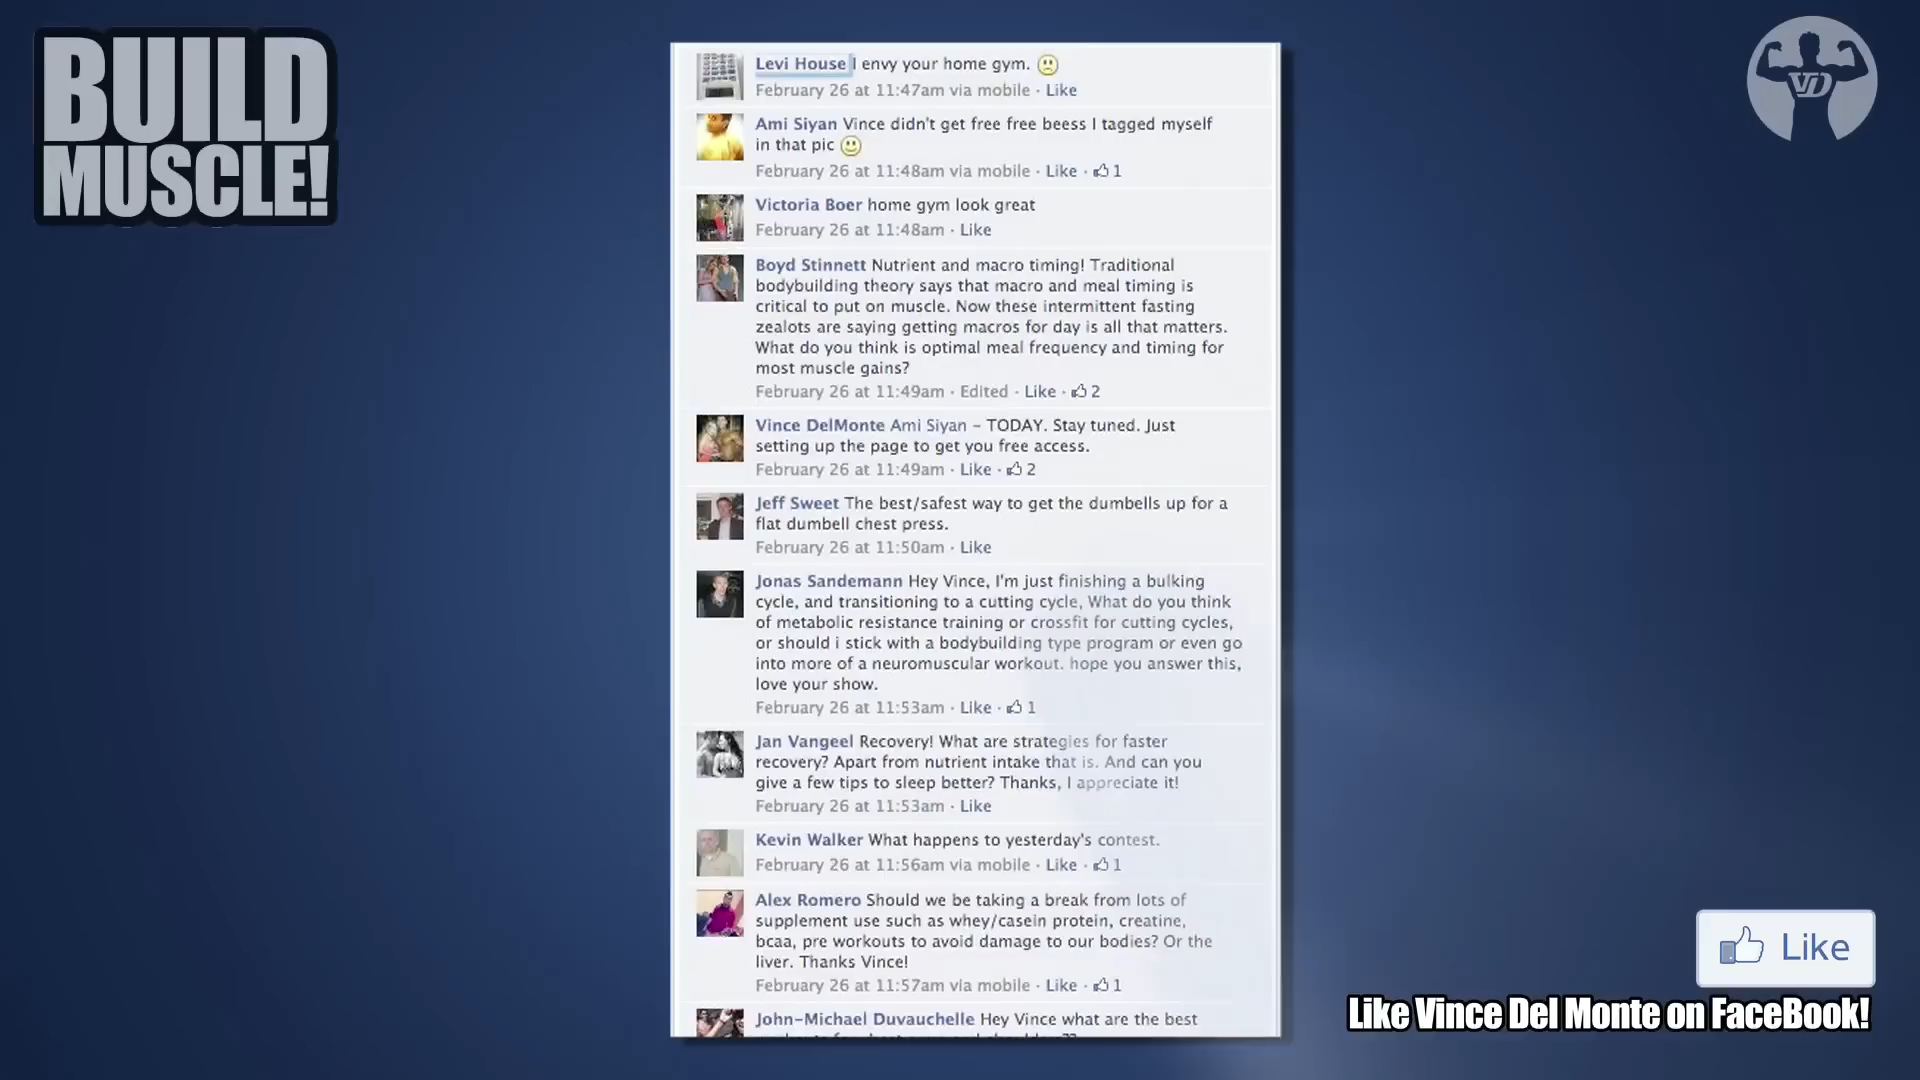 BUILD
MUSCLE!
VD
Levi House I envy your home gym.
February 26 at 11:47am via mobile · Like
Ami Siyan Vince didn't get free free beess I tagged myself
in that pic
February 26 at 11:48am via mobile · Like · 1
Victoria Boer home gym look great
February 26 at 11:48am · Like
Boyd Stinnett Nutrient and macro timing! Traditional
bodybuilding theory says that macro and meal timing is
critical to put on muscle. Now these intermittent fasting
zealots are saying getting macros for day is all that matters.
What do you think is optimal meal frequency and timing for
most muscle gains?
February 26 at 11:49am · Edited · Like · 2
Vince DelMonte Ami Siyan – TODAY. Stay tuned. Just
setting up the page to get you free access.
February 26 at 11:49am · Like · 2
Jeff Sweet The best/safest way to get the dumbells up for a
flat dumbell chest press.
February 26 at 11:50am · Like
Jonas Sandemann Hey Vince, I'm just finishing a bulking
cycle, and transitioning to a cutting cycle, What do you think
of metabolic resistance training or crossfit for cutting cycles,
or should i stick with a bodybuilding type program or even go
into more of a neuromuscular workout. hope you answer this,
love your show.
February 26 at 11:53am · Like · 1
Jan Vangeel Recovery! What are strategies for faster
recovery? Apart from nutrient intake that is. And can you
give a few tips to sleep better? Thanks, I appreciate it!
February 26 at 11:53am · Like
Kevin Walker What happens to yesterday's contest.
February 26 at 11:56am via mobile · Like · 1
Alex Romero Should we be taking a break from lots of
supplement use such as whey/casein protein, creatine,
bcaa, pre workouts to avoid damage to our bodies? Or the
liver. Thanks Vince!
February 26 at 11:57am via mobile · Like · 1
John-Michael Duvauchelle Hey Vince what are the best
Like
Like Vince Del Monte on FaceBook!